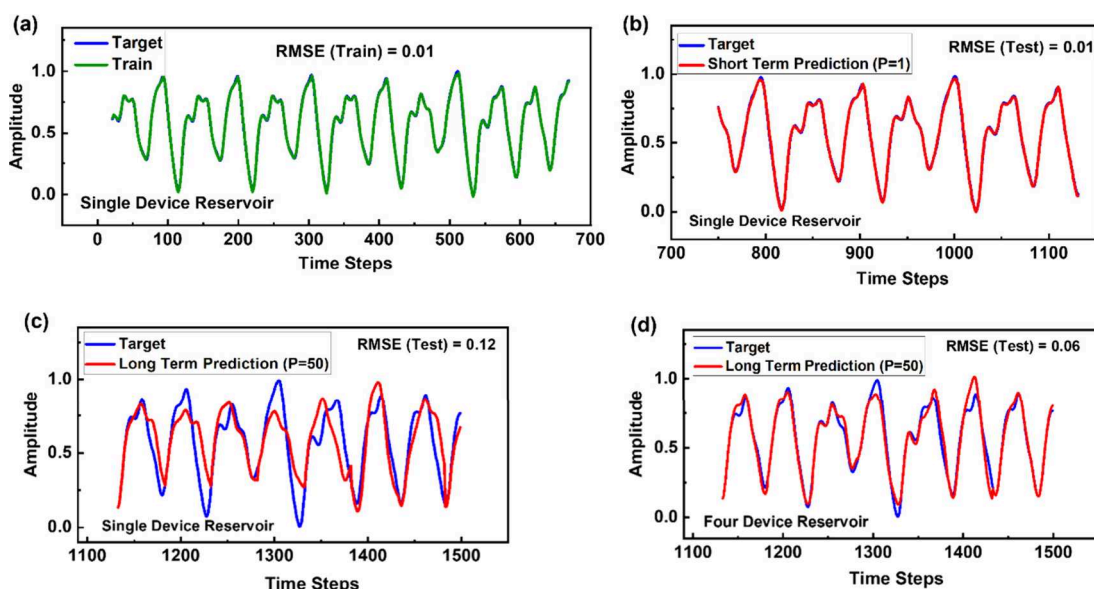 (a)
Target
Train
RMSE (Train) = 0.01
1.0
0.5
0.0
Amplitude
Single Device Reservoir
0 100 200 300 400 500 600 700
Time Steps
(b)
Target
Short Term Prediction (P=1)
RMSE (Test) = 0.01
1.0
0.5
0.0
Amplitude
Single Device Reservoir
700 800 900 1000 1100
Time Steps
(c)
Target
Long Term Prediction (P=50)
RMSE (Test) = 0.12
1.0
0.5
0.0
Amplitude
Single Device Reservoir
1100 1200 1300 1400 1500
Time Steps
(d)
Target
Long Term Prediction (P=50)
RMSE (Test) = 0.06
1.0
0.5
0.0
Amplitude
Four Device Reservoir
1100 1200 1300 1400 1500
Time Steps